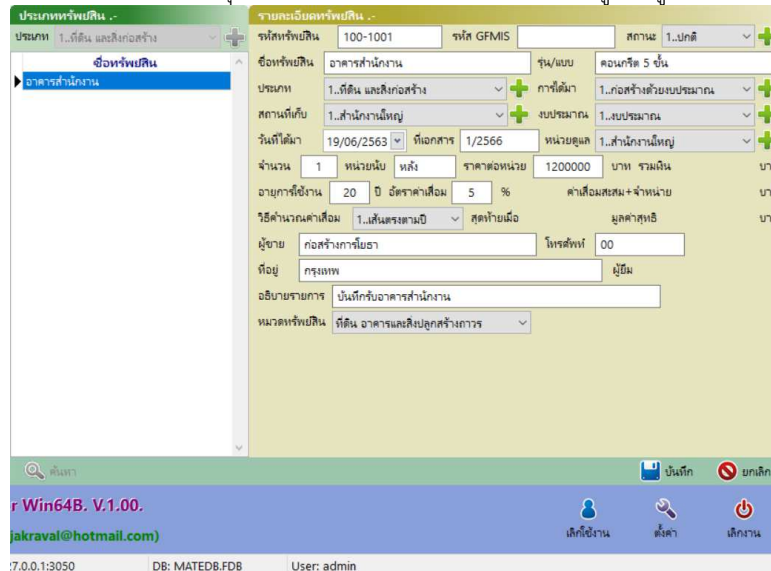 ประเภททรัพย์สิน .-
ประเภท 1..ที่ดิน และสิ่งก่อสร้าง
ชื่อทรัพย์สิน
อาคารสำนักงาน
ค้นหา
รายละเอียดทรัพย์สิน .-
รหัสทรัพย์สิน 100-1001 รหัส GFMIS สถานะ 1..ปกติ
ชื่อทรัพย์สิน อาคารสำนักงาน รุ่น/แบบ คอนกรีต 5 ชั้น
ประเภท 1..ที่ดิน และสิ่งก่อสร้าง การได้มา 1..ก่อสร้างด้วยงบประมาณ
สถานที่เก็บ 1..สำนักงานใหญ่ งบประมาณ 1..งบประมาณ
วันที่ได้มา 19/06/2563 ที่เอกสาร 1/2566 หน่วยดูแล 1..สำนักงานใหญ่
จำนวน 1 หน่วยนับ หลัง ราคาต่อหน่วย 1200000 บาท รวมเงิน บา
อายุการใช้งาน 20 ปี อัตราค่าเสื่อม 5 % ค่าเสื่อมสะสม+จำหน่าย บา
วิธีคำนวณค่าเสื่อม 1..เส้นตรงตามปี สุดท้ายเมื่อ มูลค่าสุทธิ บา
ผู้ขาย ก่อสร้างการโยธา โทรศัพท์ 00
ที่อยู่ กรุงเทพ ผู้ยืม
อธิบายรายการ บันทึกรับอาคารสำนักงาน
หมวดทรัพย์สิน ที่ดิน อาคารและสิ่งปลูกสร้างถาวร
บันทึก ยกเลิก
r Win64B. V.1.00.
jakraval@hotmail.com)
เลิกใช้งาน ตั้งค่า เลิกงาน
27.0.0.1:3050 DB: MATEDB.FDB User: admin